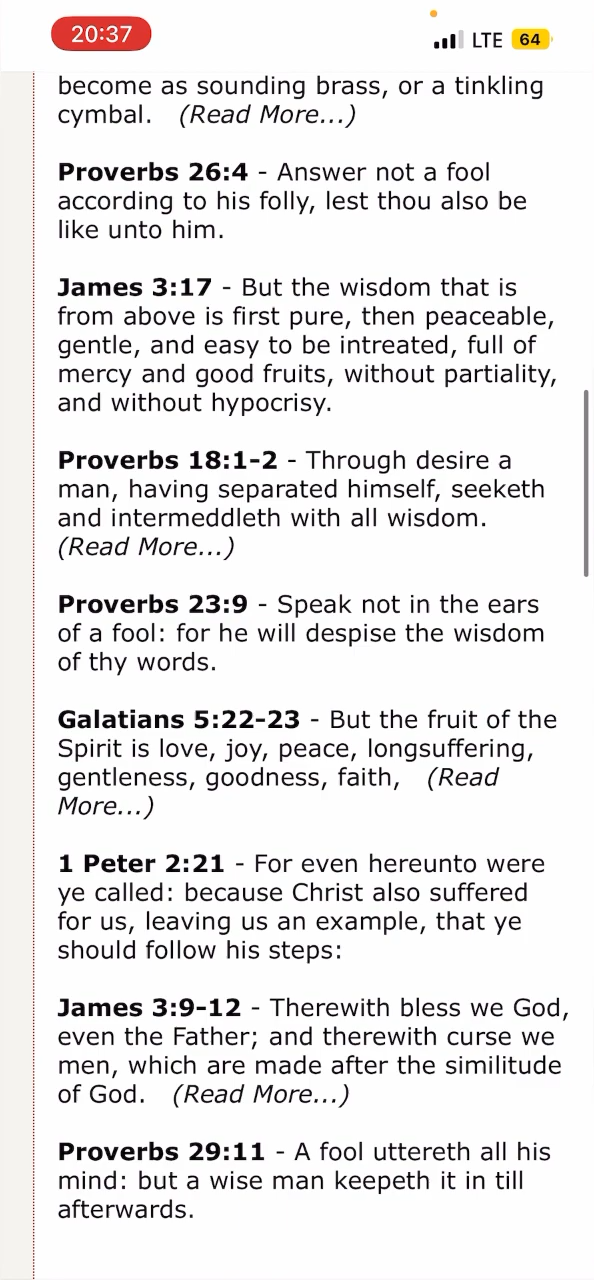 20:37
LTE 64
become as sounding brass, or a tinkling
cymbal. (Read More...)
Proverbs 26:4 - Answer not a fool
according to his folly, lest thou also be
like unto him.
James 3:17 - But the wisdom that is
from above is first pure, then peaceable,
gentle, and easy to be intreated, full of
mercy and good fruits, without partiality,
and without hypocrisy.
Proverbs 18:1-2 - Through desire a
man, having separated himself, seeketh
and intermeddleth with all wisdom.
(Read More...)
Proverbs 23:9 - Speak not in the ears
of a fool: for he will despise the wisdom
of thy words.
Galatians 5:22-23 - But the fruit of the
Spirit is love, joy, peace, longsuffering,
gentleness, goodness, faith, (Read
More...)
1 Peter 2:21 - For even hereunto were
ye called: because Christ also suffered
for us, leaving us an example, that ye
should follow his steps:
James 3:9-12 - Therewith bless we God,
even the Father; and therewith curse we
men, which are made after the similitude
of God. (Read More...)
Proverbs 29:11 - A fool uttereth all his
mind: but a wise man keepeth it in till
afterwards.